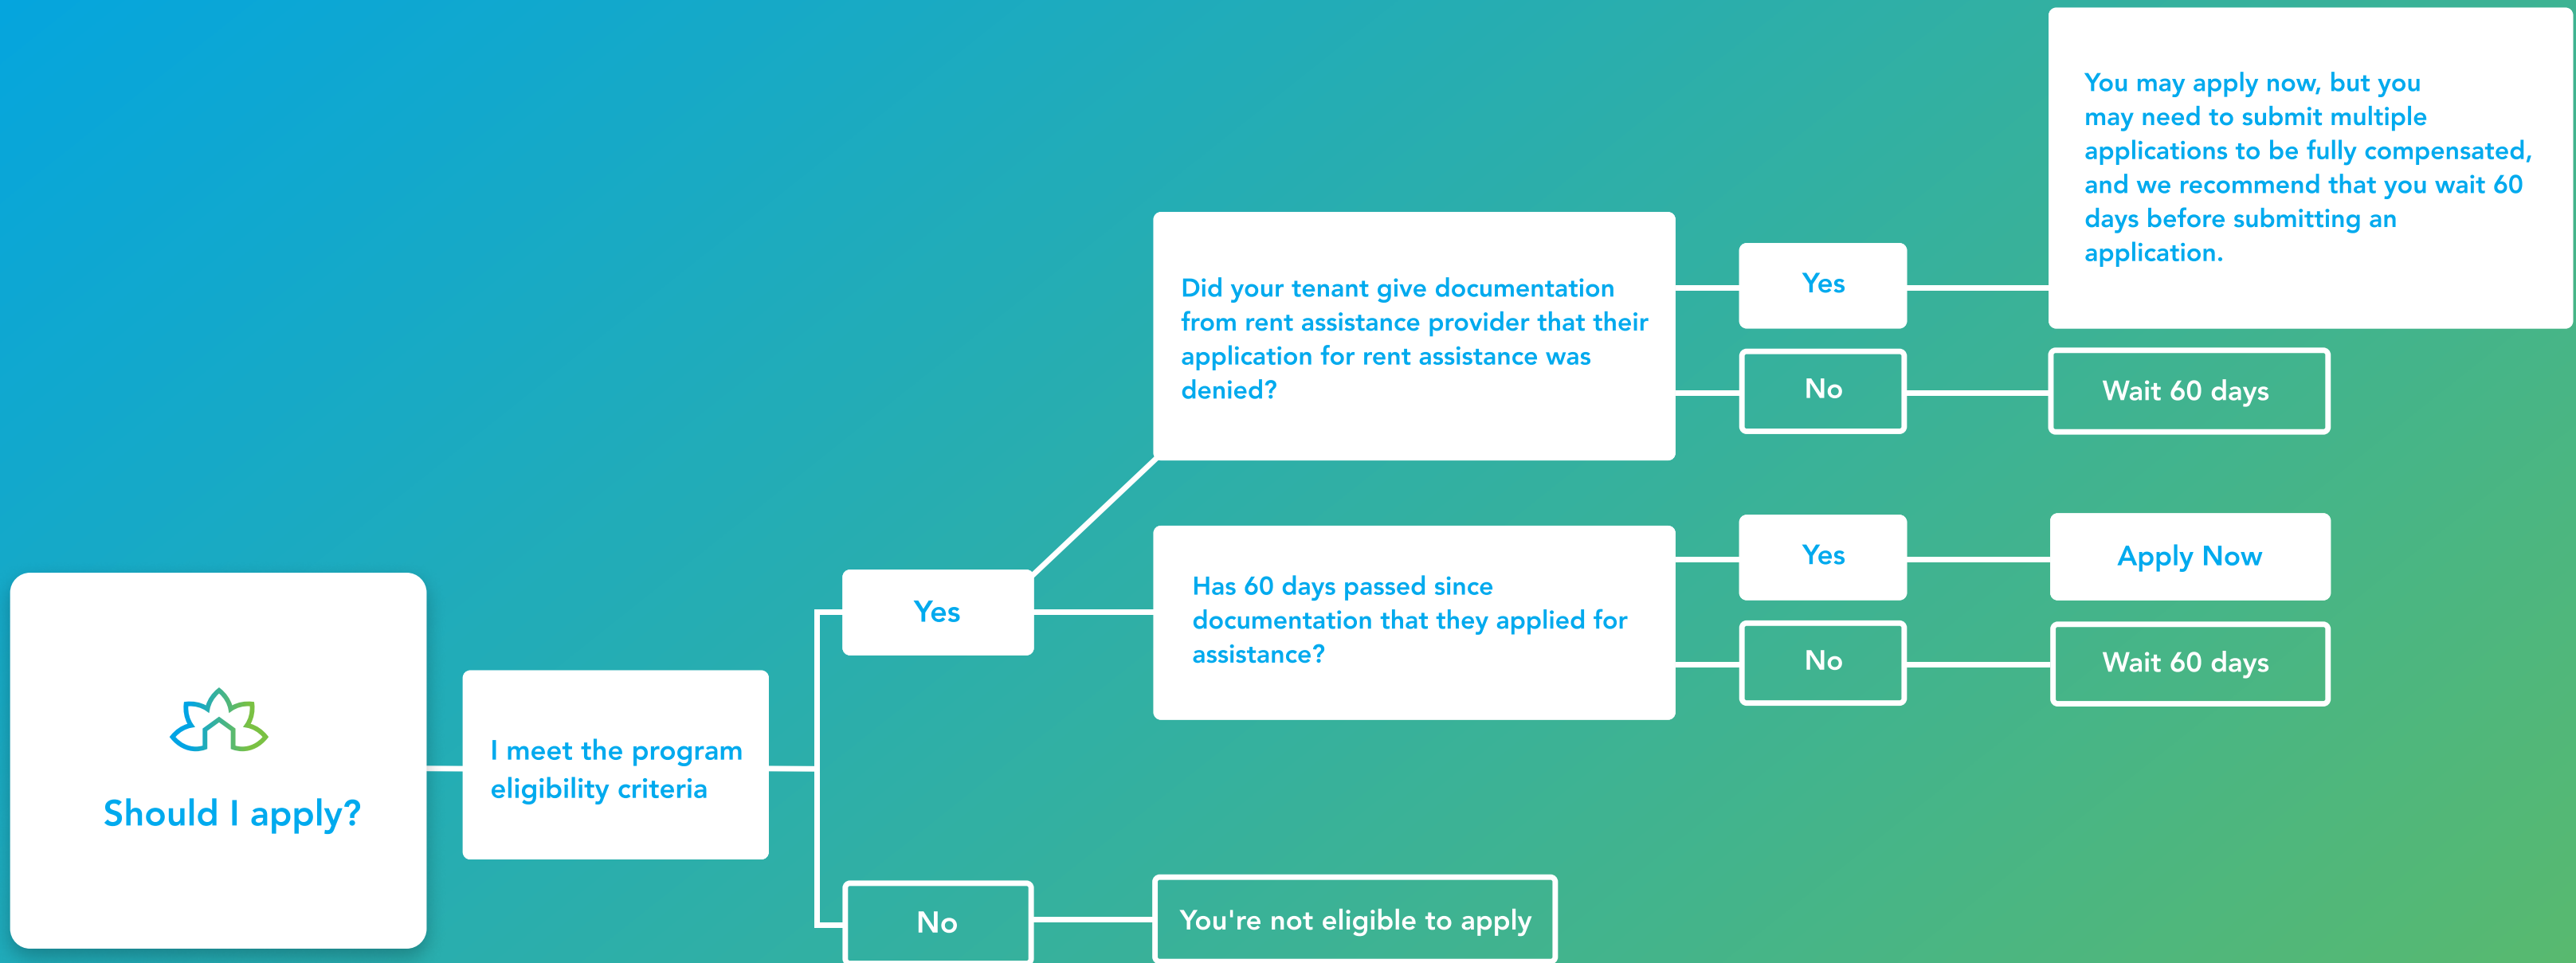 Should I apply?
I meet the program
eligibility criteria
Yes
Did your tenant give documentation
from rent assistance provider that their
application for rent assistance was
denied?
Yes
You may apply now, but you
may need to submit multiple
applications to be fully compensated,
and we recommend that you wait 60
days before submitting an
application.
No
Wait 60 days
Has 60 days passed since
documentation that they applied for
assistance?
Yes
Apply Now
No
Wait 60 days
No
You're not eligible to apply